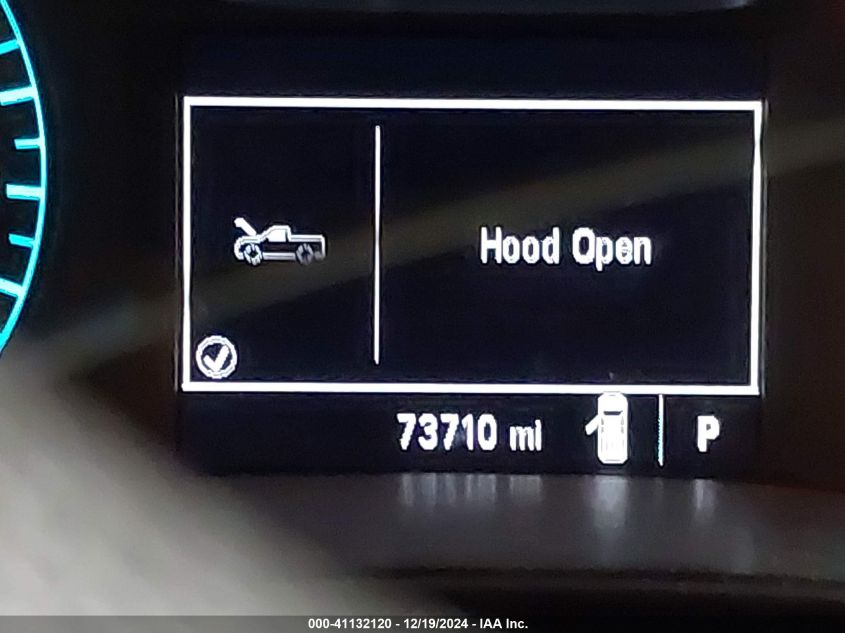 Hood Open
73710 mi
P
000-41132120 - 12/19/2024 - IAA Inc.